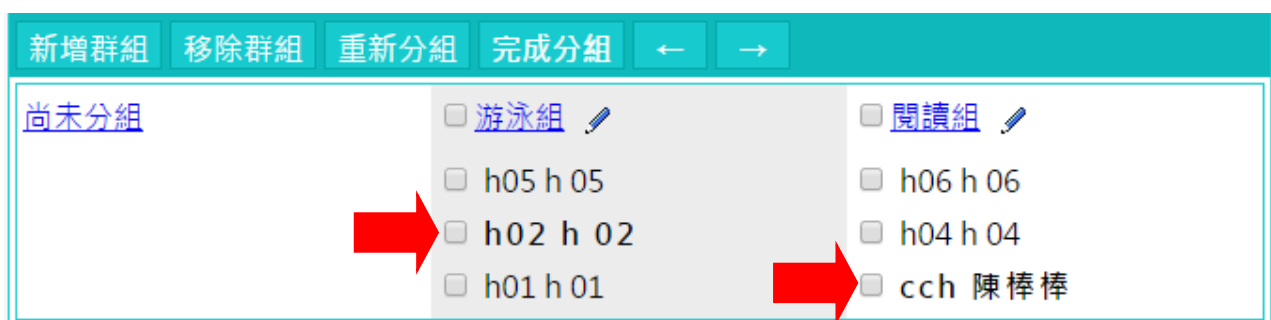 新增群組 移除群組 重新分組 完成分組 ← →
尚未分組 游泳組 閱讀組
h05 h 05 h06 h 06
h02 h 02 h04 h 04
h01 h 01 cch 陳棒棒